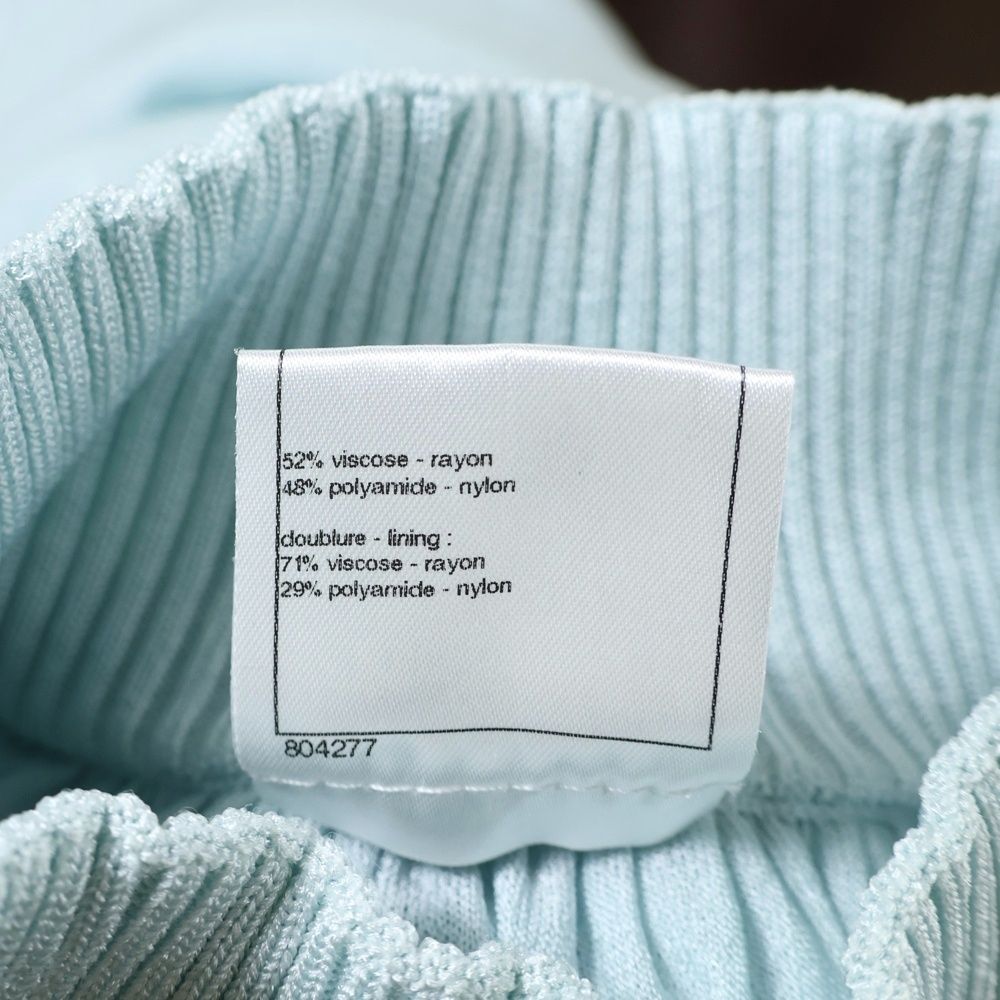 52% viscose - rayon
48% polyamide - nylon
doublure - lining :
71% viscose - rayon
29% polyamide - nylon
804277